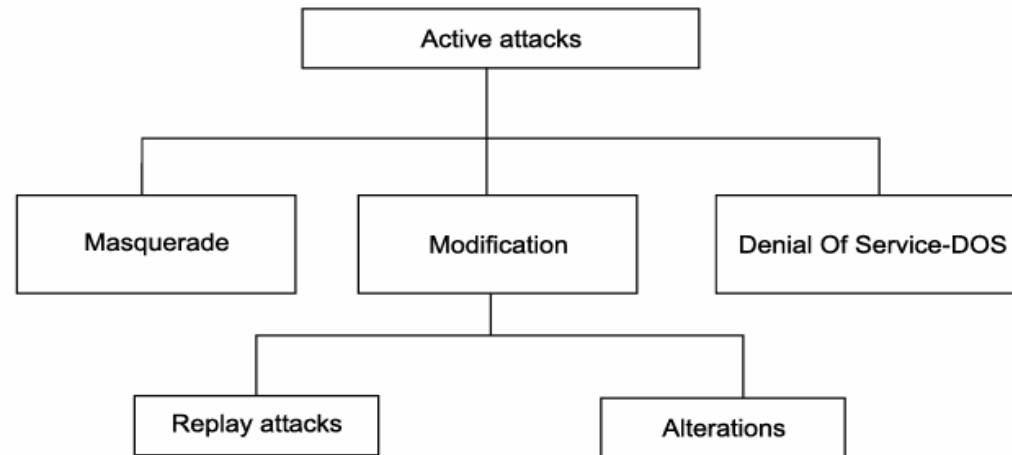 Active attacks
Masquerade
Modification
Denial Of Service-DOS
Replay attacks
Alterations